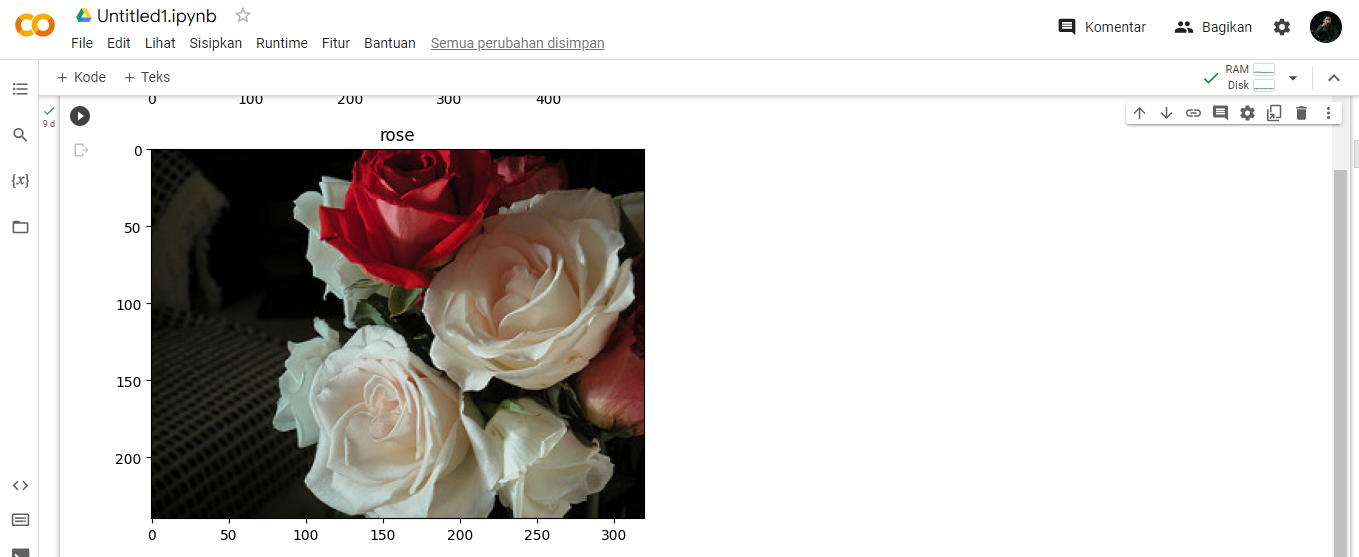 Untitled1.ipynb
Komentar
Bagikan
File Edit Lihat Sisipkan Runtime Fitur Bantuan Semua perubahan disimpan
+ Kode + Teks
RAM
Disk
0 100 200 300 400
9 d
rose
0
50
100
150
200
0 50 100 150 200 250 300
{x}